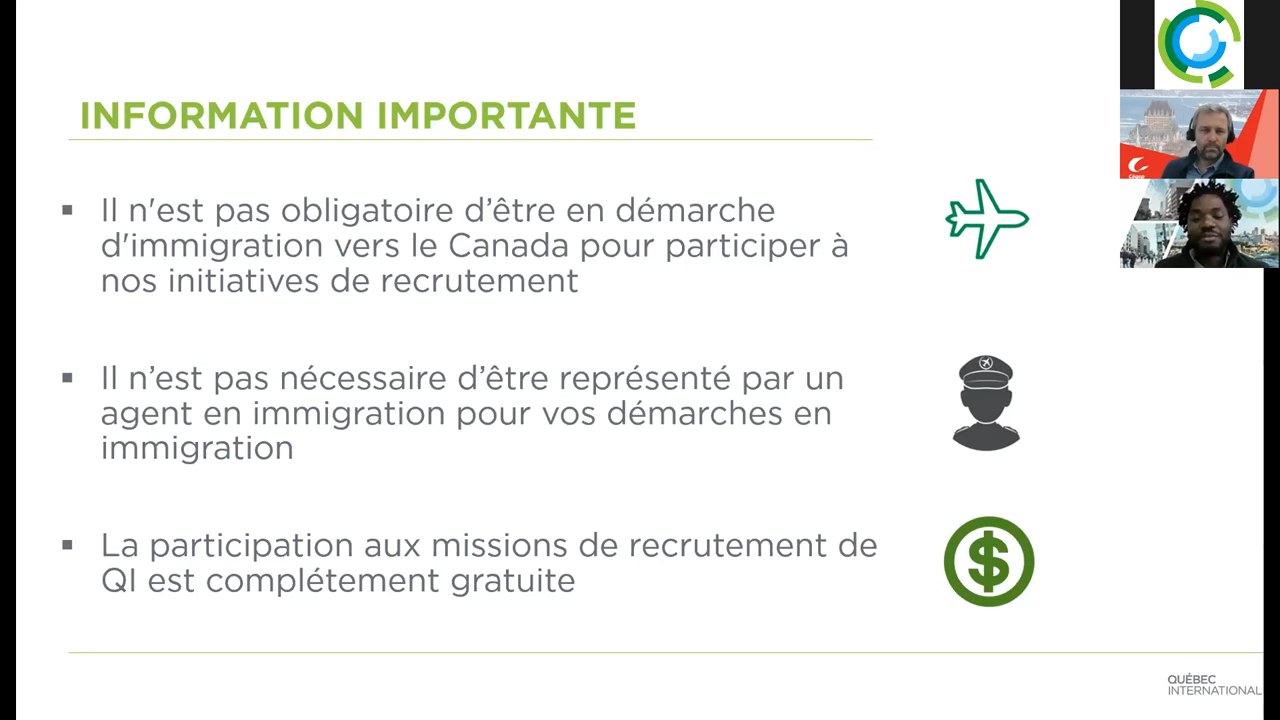 INFORMATION IMPORTANTE
▪ Il n'est pas obligatoire d’être en démarche
d'immigration vers le Canada pour participer à
nos initiatives de recrutement
▪ Il n’est pas nécessaire d’être représenté par un
agent en immigration pour vos démarches en
immigration
▪ La participation aux missions de recrutement de
QI est complétement gratuite
$
Cégep
QUÉBEC
INTERNATIONAL